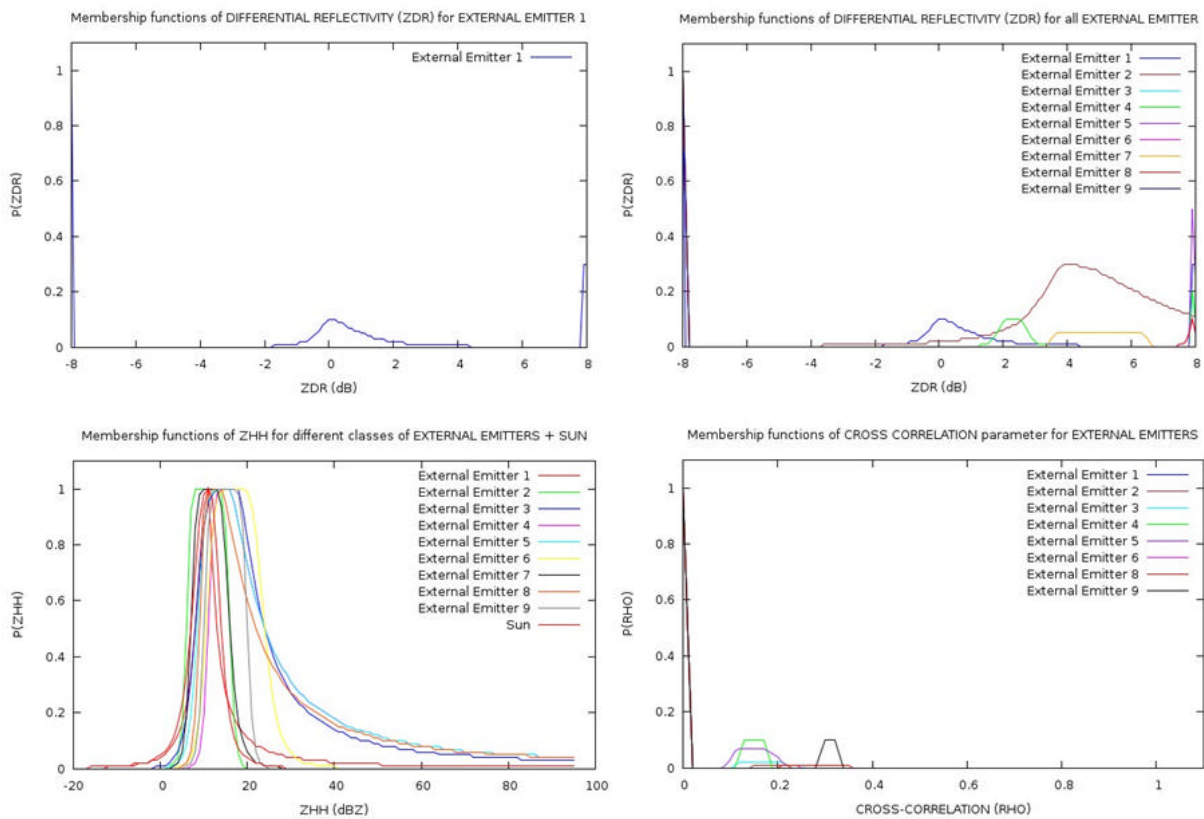 Membership functions of DIFFERENTIAL REFLECTIVITY (ZDR) for EXTERNAL EMITTER 1
External Emitter 1
1
0.8
0.6
0.4
0.2
0
P(ZDR)
-8 -6 -4 -2 0 2 4 6 8
ZDR (dB)
Membership functions of DIFFERENTIAL REFLECTIVITY (ZDR) for all EXTERNAL EMITTER
External Emitter 1
External Emitter 2
External Emitter 3
External Emitter 4
External Emitter 5
External Emitter 6
External Emitter 7
External Emitter 8
External Emitter 9
1
0.8
0.6
0.4
0.2
0
P(ZDR)
-8 -6 -4 -2 0 2 4 6 8
ZDR (dB)
Membership functions of ZHH for different classes of EXTERNAL EMITTERS + SUN
External Emitter 1
External Emitter 2
External Emitter 3
External Emitter 4
External Emitter 5
External Emitter 6
External Emitter 7
External Emitter 8
External Emitter 9
Sun
1
0.8
0.6
0.4
0.2
0
P(ZHH)
-20 0 20 40 60 80 100
ZHH (dBZ)
Membership functions of CROSS CORRELATION parameter for EXTERNAL EMITTERS
External Emitter 1
External Emitter 2
External Emitter 3
External Emitter 4
External Emitter 5
External Emitter 6
External Emitter 8
External Emitter 9
1
0.8
0.6
0.4
0.2
0
P(RHO)
0 0.2 0.4 0.6 0.8 1
CROSS-CORRELATION (RHO)